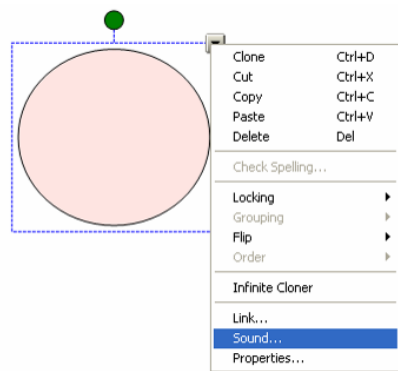 Clone Ctrl+D
Cut Ctrl+X
Copy Ctrl+C
Paste Ctrl+V
Delete Del
Check Spelling...
Locking
Grouping
Flip
Order
Infinite Cloner
Link...
Sound...
Properties...